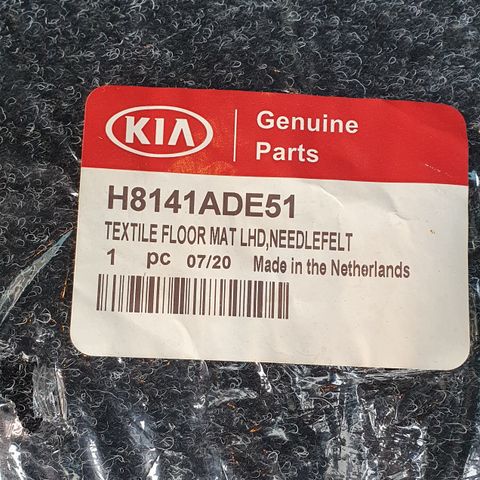 KIA
Genuine
Parts
H8141ADE51
TEXTILE FLOOR MAT LHD,NEEDLEFELT
1 pc 07/20 Made in the Netherlands